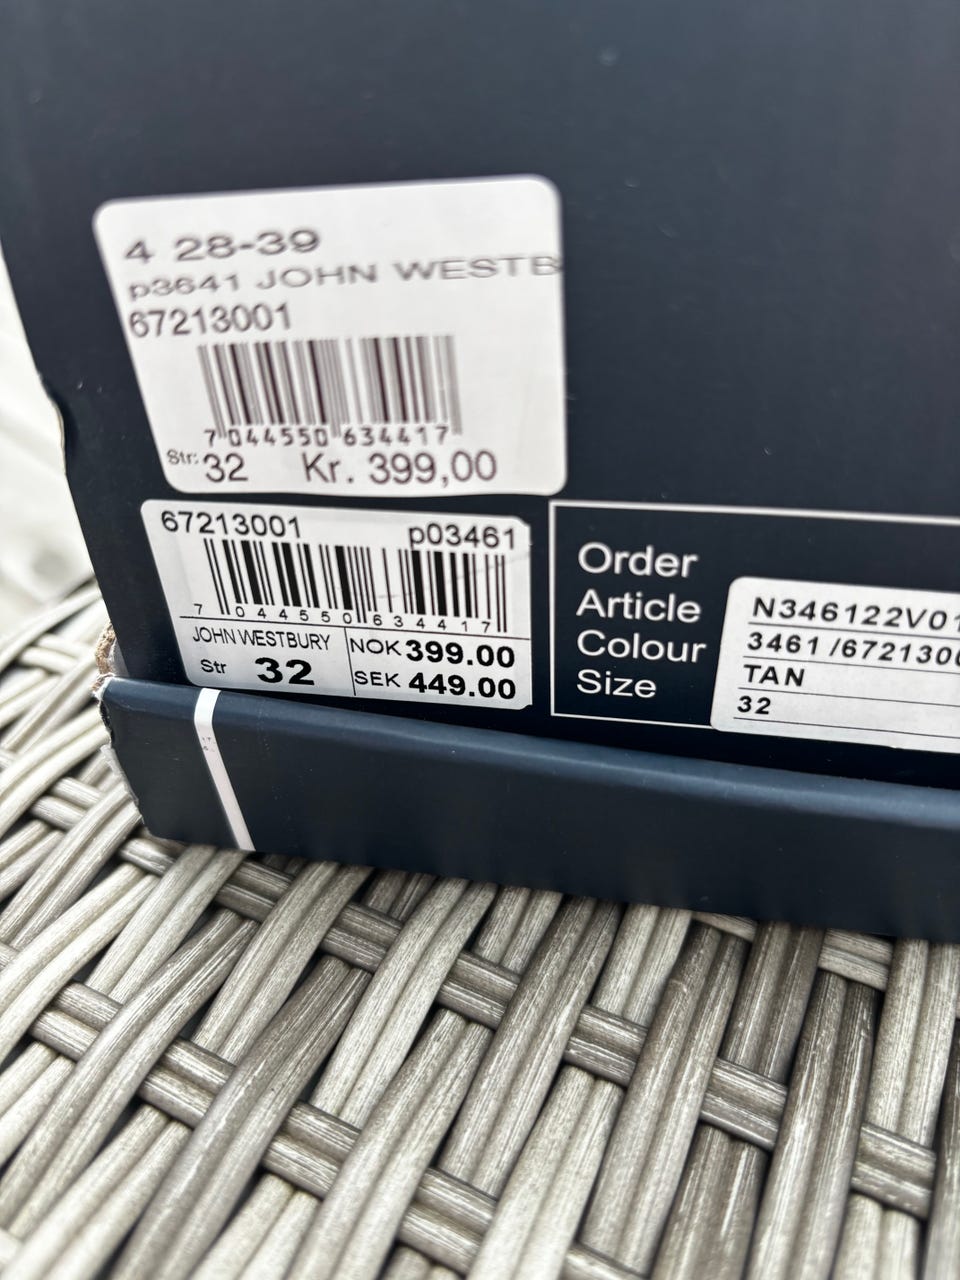 4 28-39
p3641 JOHN WESTB
67213001
7 044550 634417
Str: 32 Kr. 399,00
67213001 p03461
7 044550 634417
JOHN WESTBURY NOK 399.00
Str 32 SEK 449.00
Order N346122V01
Article 3461 /6721300
Colour TAN
Size 32